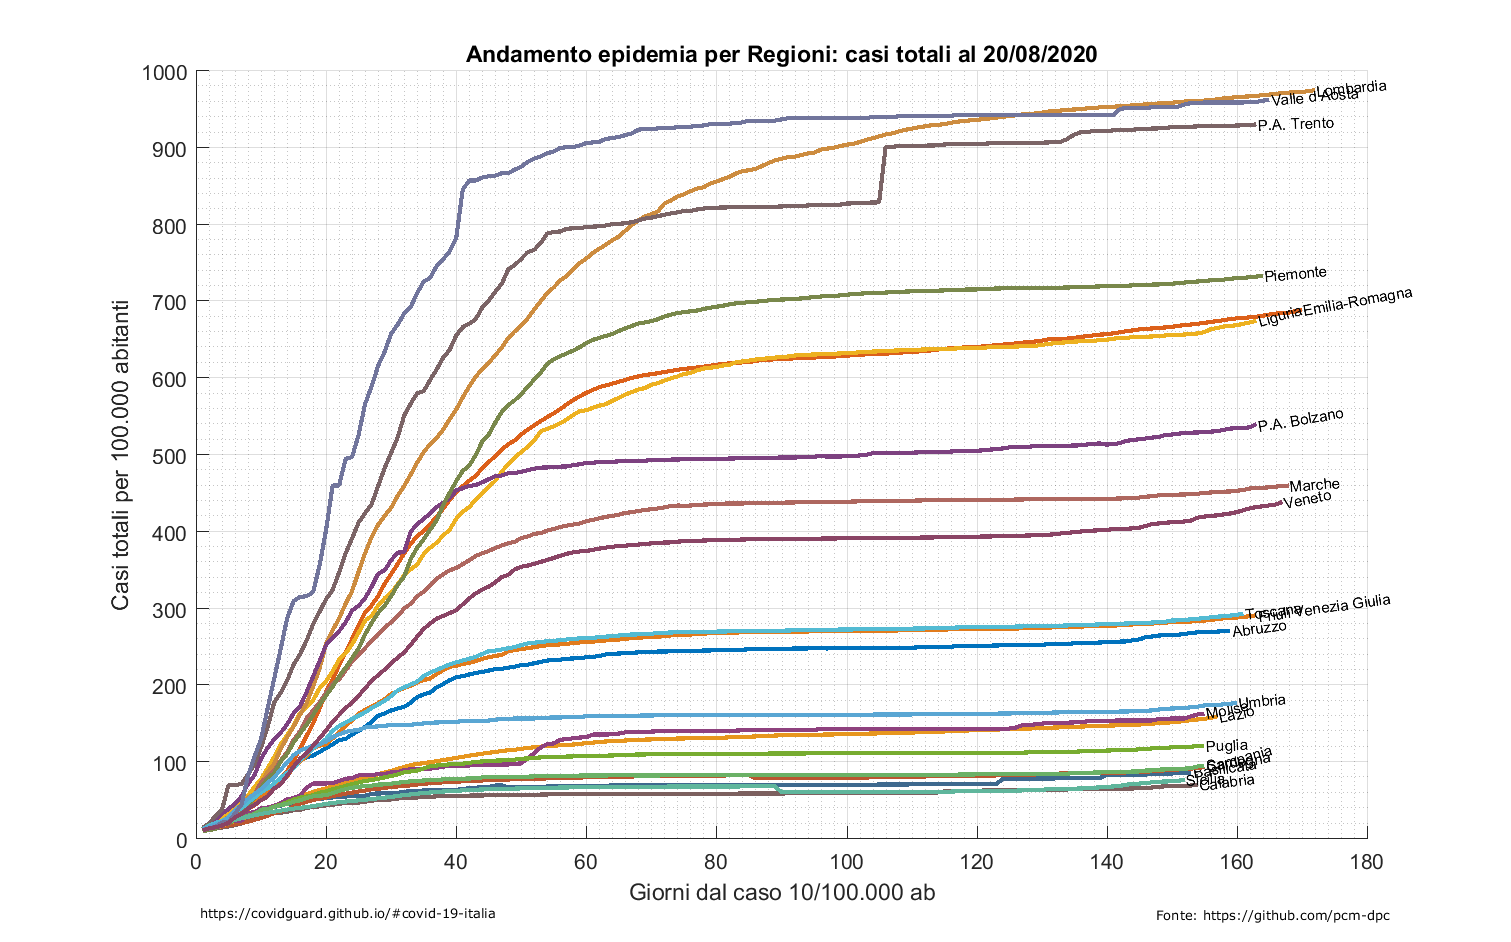 Andamento epidemia per Regioni: casi totali al 20/08/2020
Casi totali per 100.000 abitanti
1000
900
800
700
600
500
400
300
200
100
0
Lombardia
Valle d'Aosta
P.A. Trento
Piemonte
Emilia-Romagna
Liguria
P.A. Bolzano
Marche
Veneto
Toscana
Friuli Venezia Giulia
Abruzzo
Umbria
Molise
Lazio
Puglia
Sardegna
Campania
Basilicata
Sicilia
Calabria
0 20 40 60 80 100 120 140 160 180
Giorni dal caso 10/100.000 ab
https://covidguard.github.io/#covid-19-italia
Fonte: https://github.com/pcm-dpc